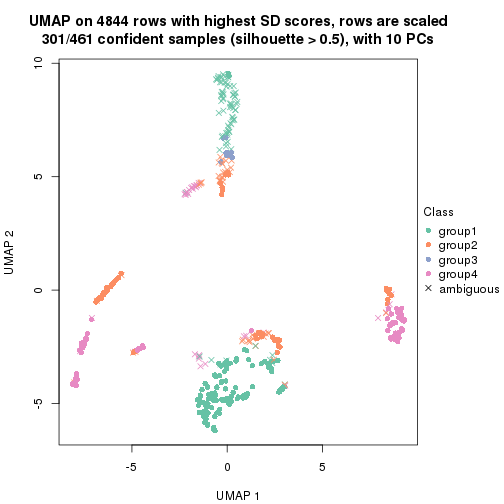 UMAP on 4844 rows with highest SD scores, rows are scaled
301/461 confident samples (silhouette > 0.5), with 10 PCs
10
5
0
-5
UMAP 2
-5
0
5
UMAP 1
Class
group1
group2
group3
group4
ambiguous